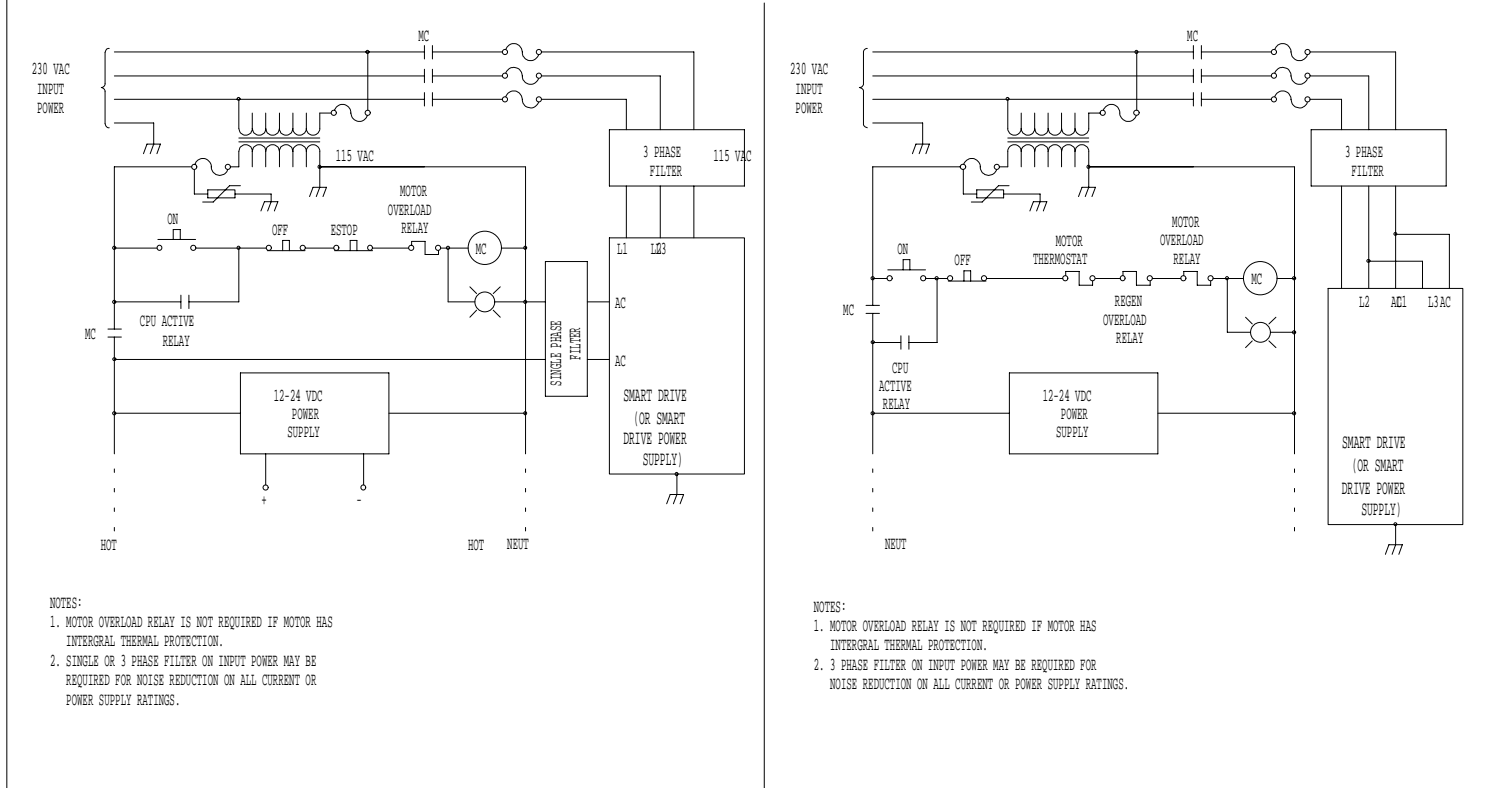 MC
230 VAC
INPUT
POWER
115 VAC
3 PHASE
FILTER
115 VAC
MOTOR
OVERLOAD
RELAY
ON
OFF
ESTOP
MC
L1
L2
L3
AC
CPU ACTIVE
RELAY
MC
SINGLE PHASE
FILTER
AC
12-24 VDC
POWER
SUPPLY
SMART DRIVE
(OR SMART
DRIVE POWER
SUPPLY)
+
-
HOT
HOT
NEUT
NOTES:
1. MOTOR OVERLOAD RELAY IS NOT REQUIRED IF MOTOR HAS
INTERGRAL THERMAL PROTECTION.
2. SINGLE OR 3 PHASE FILTER ON INPUT POWER MAY BE
REQUIRED FOR NOISE REDUCTION ON ALL CURRENT OR
POWER SUPPLY RATINGS.
MC
230 VAC
INPUT
POWER
3 PHASE
FILTER
MOTOR
OVERLOAD
RELAY
MOTOR
THERMOSTAT
ON
OFF
MC
REGEN
OVERLOAD
RELAY
MC
L2
AC
L1
L3
AC
CPU
ACTIVE
RELAY
12-24 VDC
POWER
SUPPLY
SMART DRIVE
(OR SMART
DRIVE POWER
SUPPLY)
NEUT
NOTES:
1. MOTOR OVERLOAD RELAY IS NOT REQUIRED IF MOTOR HAS
INTERGRAL THERMAL PROTECTION.
2. 3 PHASE FILTER ON INPUT POWER MAY BE REQUIRED FOR
NOISE REDUCTION ON ALL CURRENT OR POWER SUPPLY RATINGS.